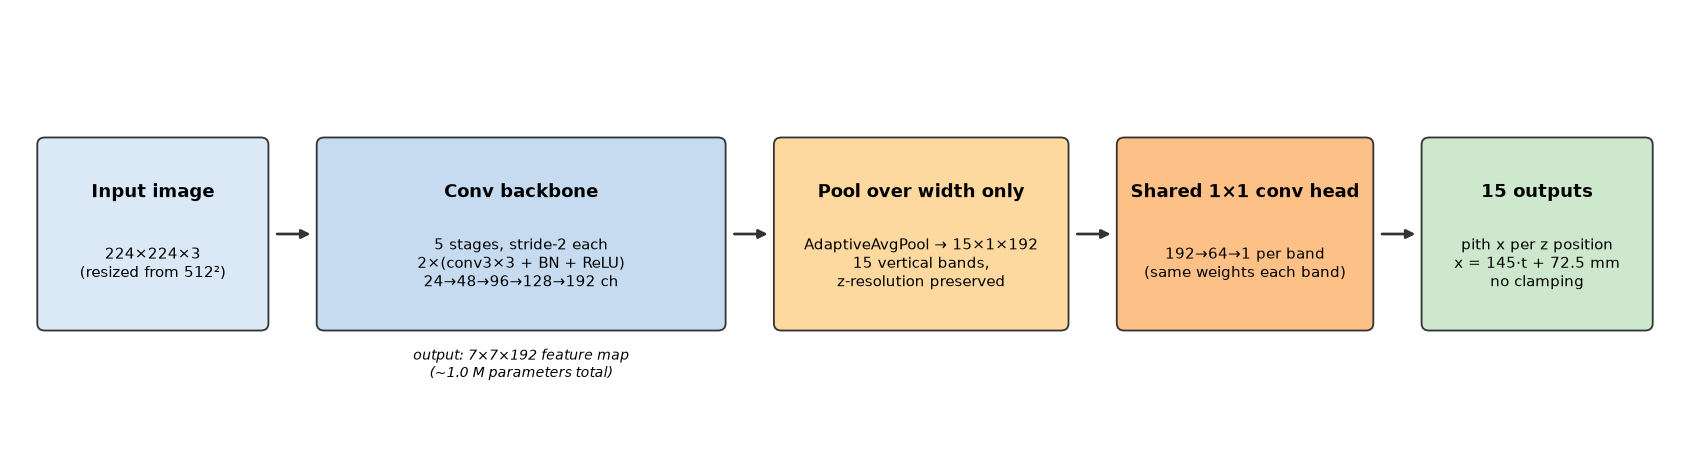 Input image
224×224×3
(resized from 512²)
Conv backbone
5 stages, stride-2 each
2×(conv3×3 + BN + ReLU)
24→48→96→128→192 ch
output: 7×7×192 feature map
(~1.0 M parameters total)
Pool over width only
AdaptiveAvgPool → 15×1×192
15 vertical bands,
z-resolution preserved
Shared 1×1 conv head
192→64→1 per band
(same weights each band)
15 outputs
pith x per z position
x = 145·t + 72.5 mm
no clamping